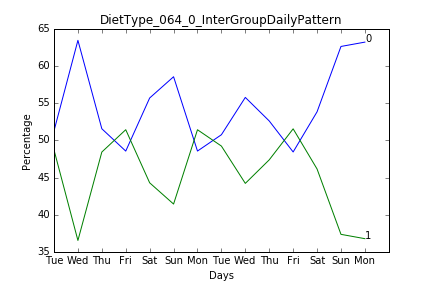 DietType_064_0_InterGroupDailyPattern
65
60
55
50
45
40
35
Percentage
0
1
Tue Wed Thu Fri Sat Sun Mon Tue Wed Thu Fri Sat Sun Mon
Days